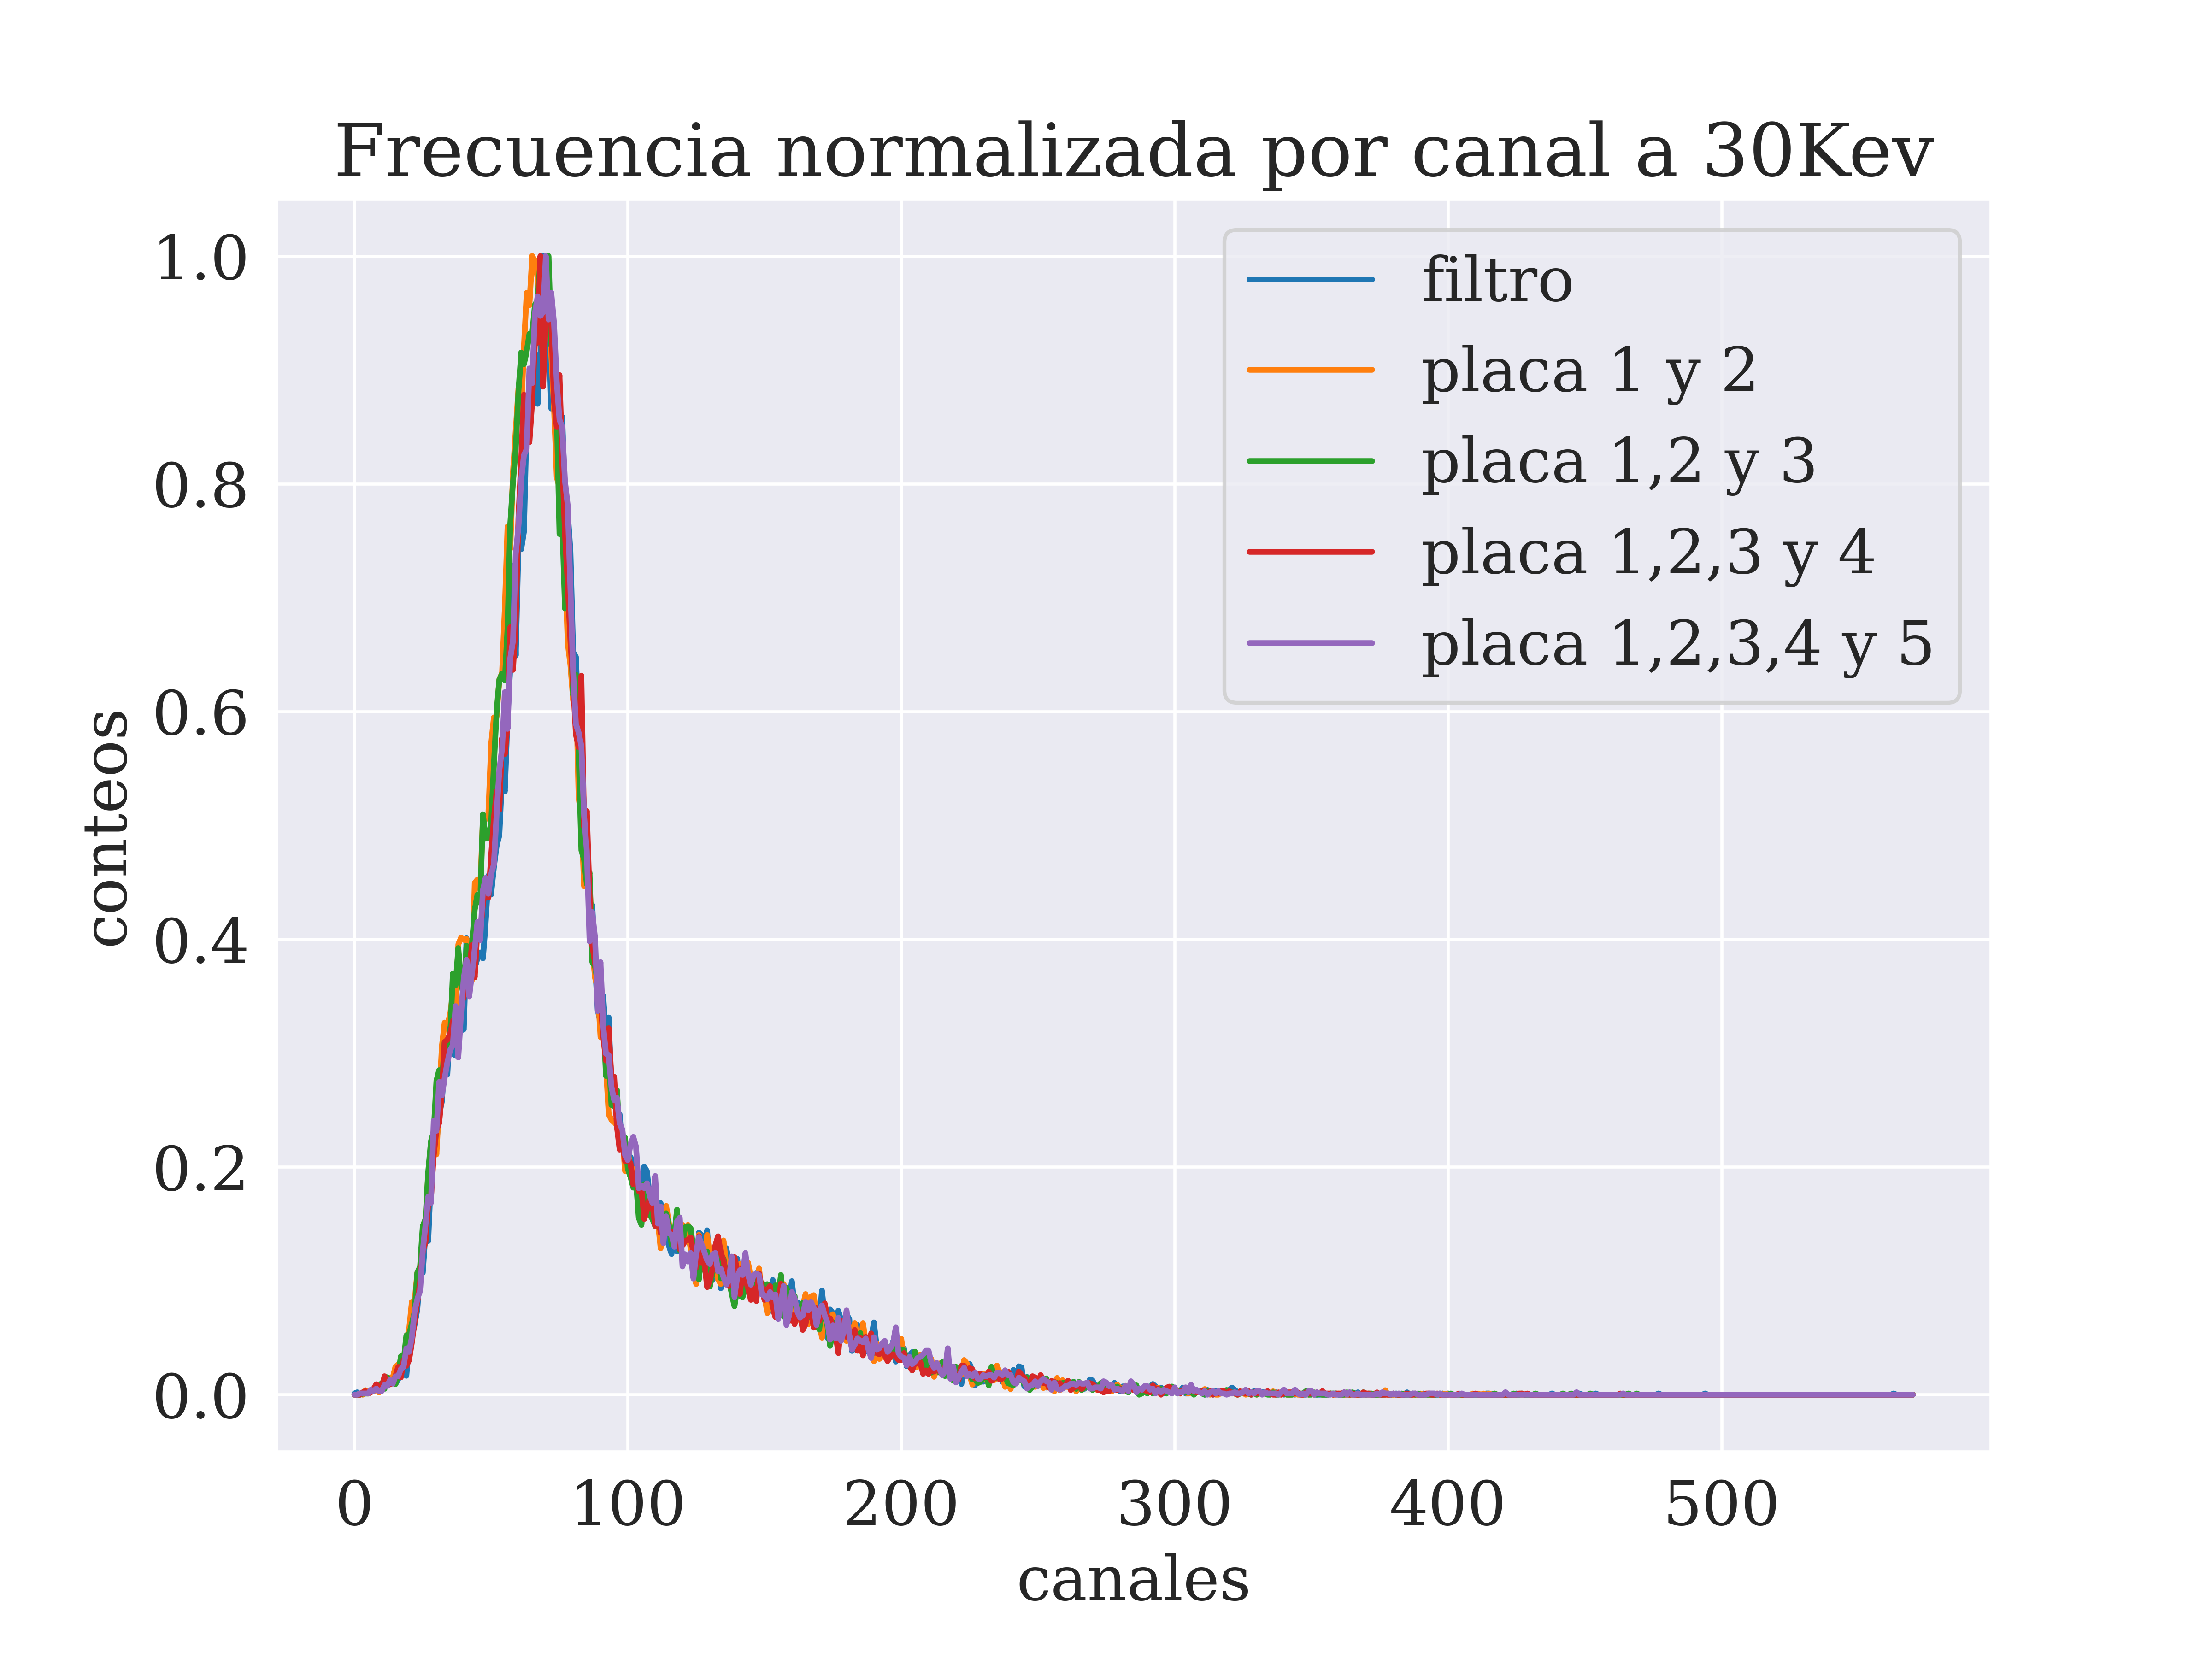 Frecuencia normalizada por canal a 30Kev
filtro
placa 1 y 2
placa 1,2 y 3
placa 1,2,3 y 4
placa 1,2,3,4 y 5
conteos
1.0
0.8
0.6
0.4
0.2
0.0
0 100 200 300 400 500
canales